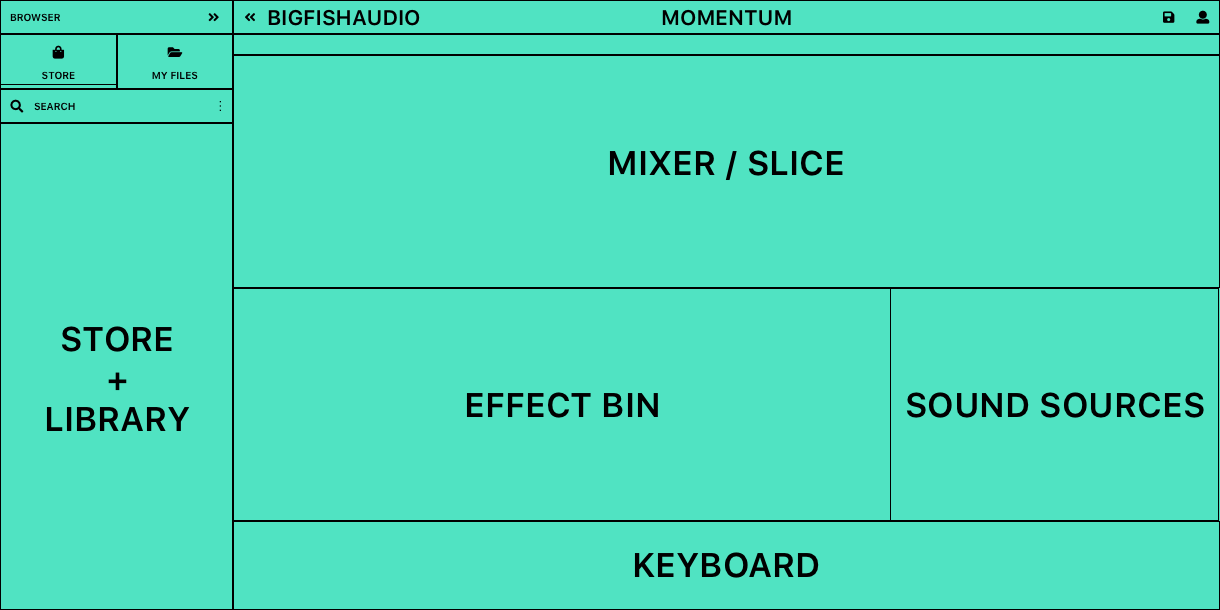 BROWSER
BIGFISHAUDIO
MOMENTUM
STORE
MY FILES
SEARCH
STORE
+
LIBRARY
MIXER / SLICE
EFFECT BIN
SOUND SOURCES
KEYBOARD